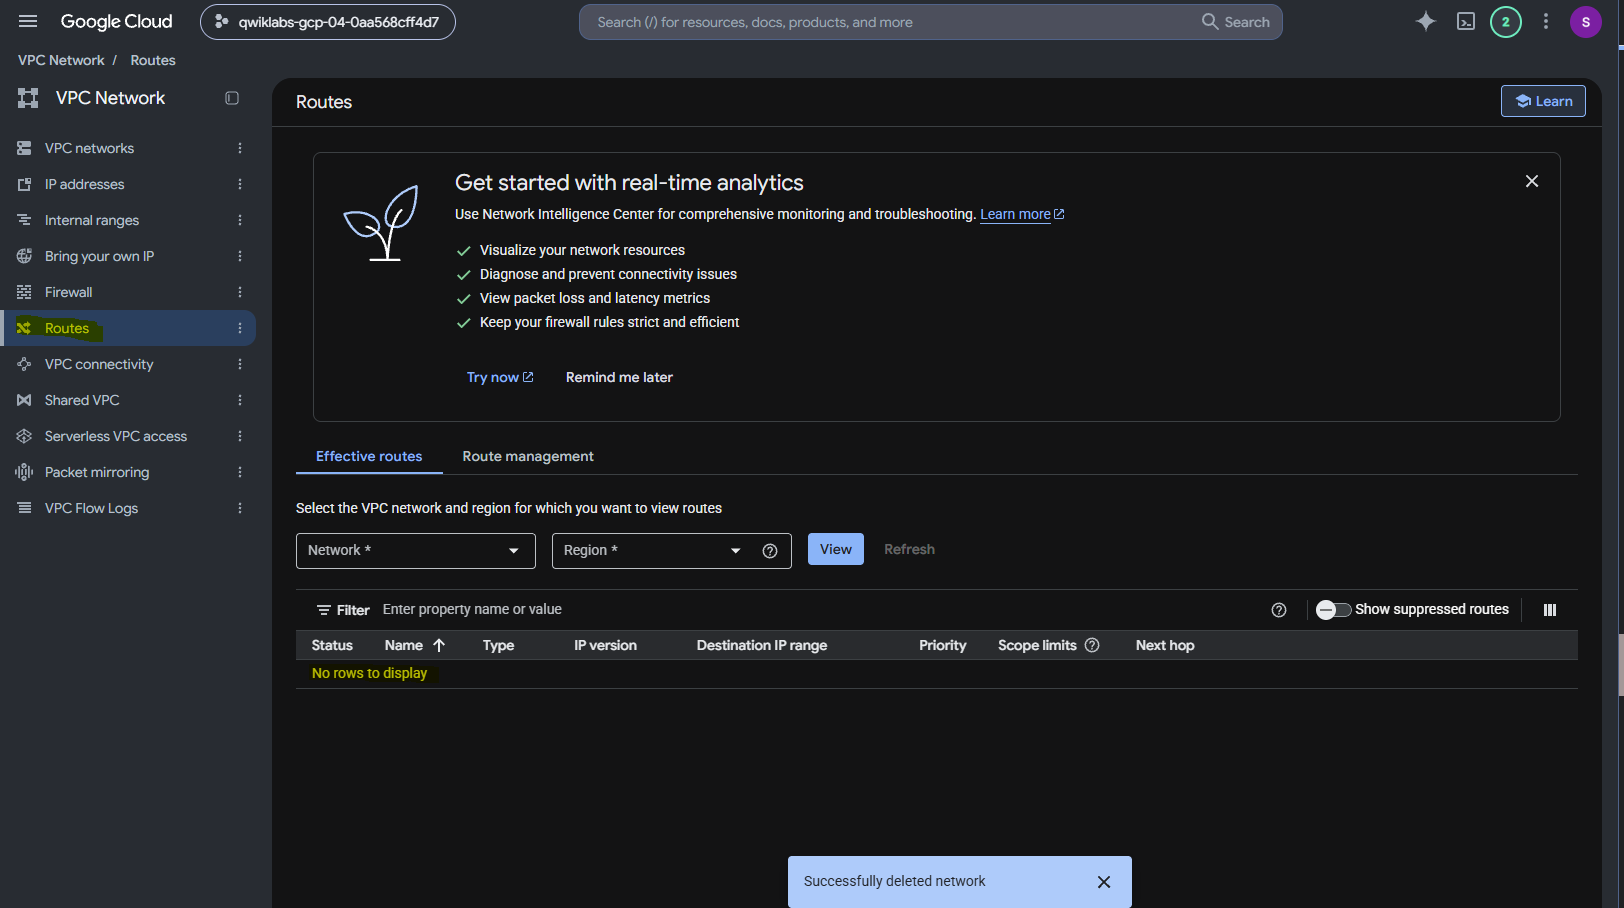 Google Cloud
qwiklabs-gcp-04-0aa568cff4d7
Search (/) for resources, docs, products, and more
Search
2
S
VPC Network / Routes
VPC Network
VPC networks
IP addresses
Internal ranges
Bring your own IP
Firewall
Routes
VPC connectivity
Shared VPC
Serverless VPC access
Packet mirroring
VPC Flow Logs
Routes
Learn
Get started with real-time analytics
Use Network Intelligence Center for comprehensive monitoring and troubleshooting. Learn more
Visualize your network resources
Diagnose and prevent connectivity issues
View packet loss and latency metrics
Keep your firewall rules strict and efficient
Try now Remind me later
Effective routes Route management
Select the VPC network and region for which you want to view routes
Network * Region * View Refresh
Filter Enter property name or value Show suppressed routes
Status Name Type IP version Destination IP range Priority Scope limits Next hop
No rows to display
Successfully deleted network